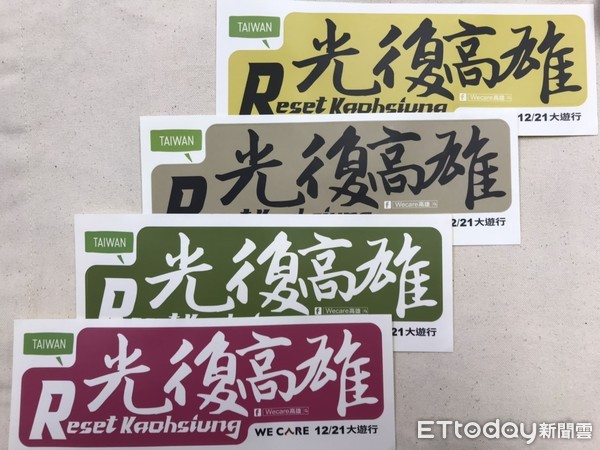 TAIWAN
光復高雄
Reset Kaohsiung
Wecare高雄
12/21大遊行
TAIWAN
光復高雄
Wecare高雄
12/21大遊行
TAIWAN
光復高雄
Wecare高雄
12/21大遊行
TAIWAN
光復高雄
Reset Kaohsiung
Wecare高雄
WE CARE 12/21大遊行
ETtoday新聞雲